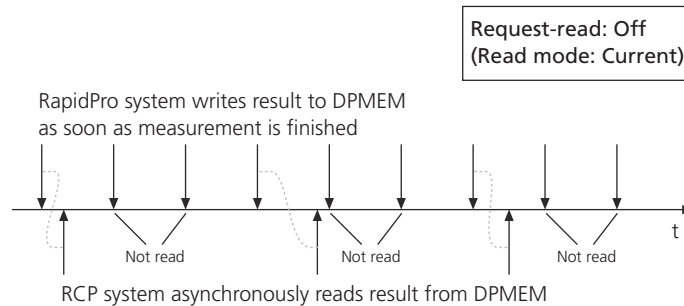 Request-read: Off
(Read mode: Current)
RapidPro system writes result to DPMEM
as soon as measurement is finished
t
Not read
Not read
Not read
RCP system asynchronously reads result from DPMEM